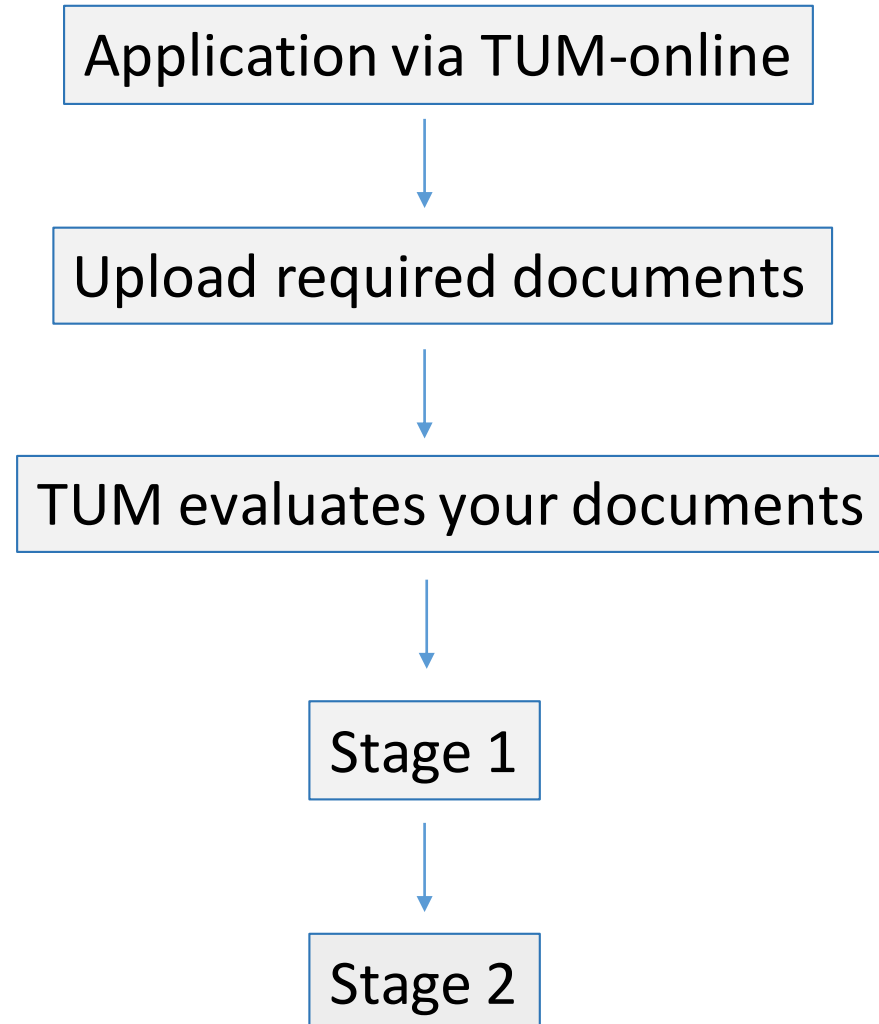 Application via TUM-online
Upload required documents
TUM evaluates your documents
Stage 1
Stage 2